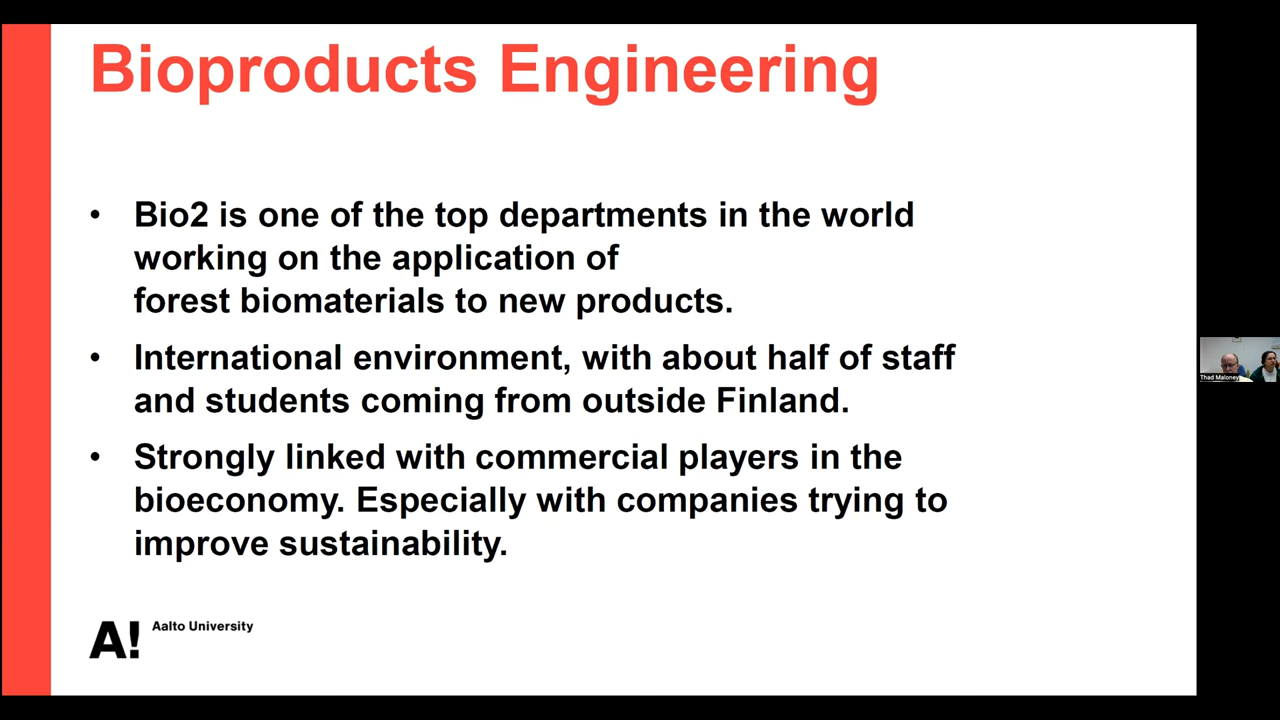 Bioproducts Engineering
• Bio2 is one of the top departments in the world
working on the application of
forest biomaterials to new products.
• International environment, with about half of staff
and students coming from outside Finland.
• Strongly linked with commercial players in the
bioeconomy. Especially with companies trying to
improve sustainability.
A! Aalto University
Thad Maloney